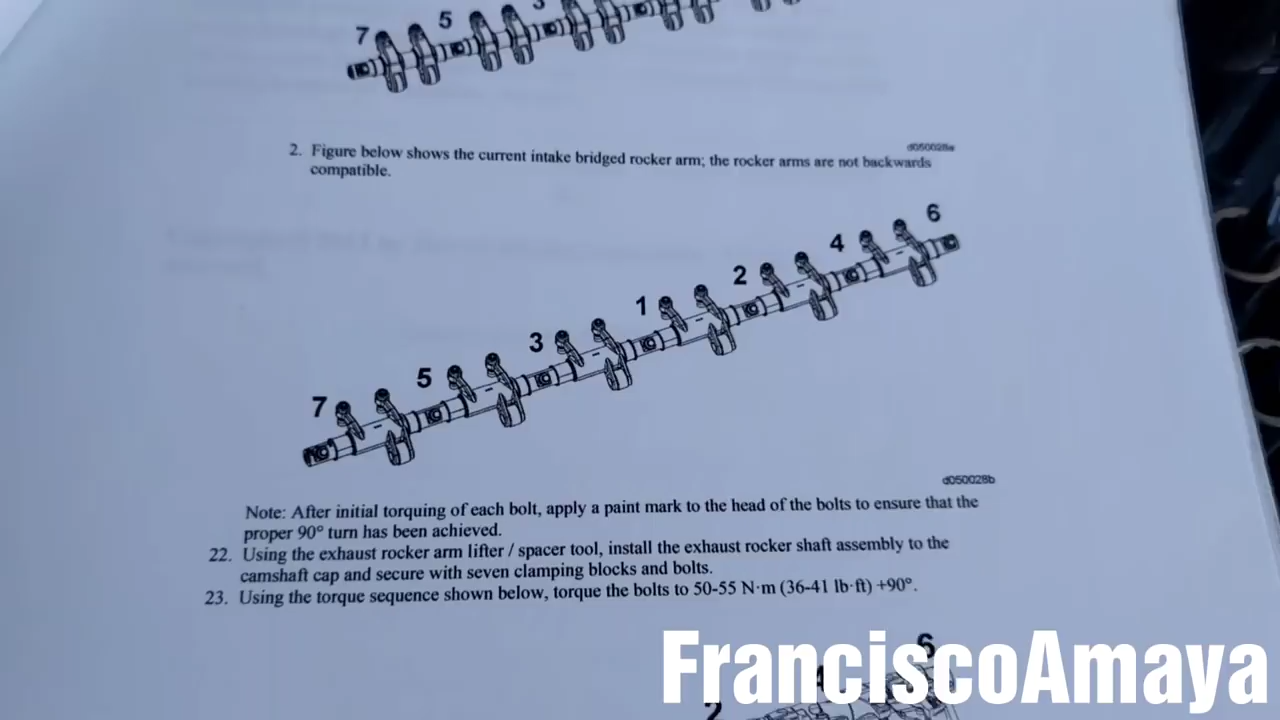 7
5
3
d050028a
2. Figure below shows the current intake bridged rocker arm; the rocker arms are not backwards
compatible.
6
4
2
1
3
5
7
d050028b
Note: After initial torquing of each bolt, apply a paint mark to the head of the bolts to ensure that the
proper 90° turn has been achieved.
22. Using the exhaust rocker arm lifter / spacer tool, install the exhaust rocker shaft assembly to the
camshaft cap and secure with seven clamping blocks and bolts.
23. Using the torque sequence shown below, torque the bolts to 50-55 N·m (36-41 lb·ft) +90°.
6
4
2
FranciscoAmaya